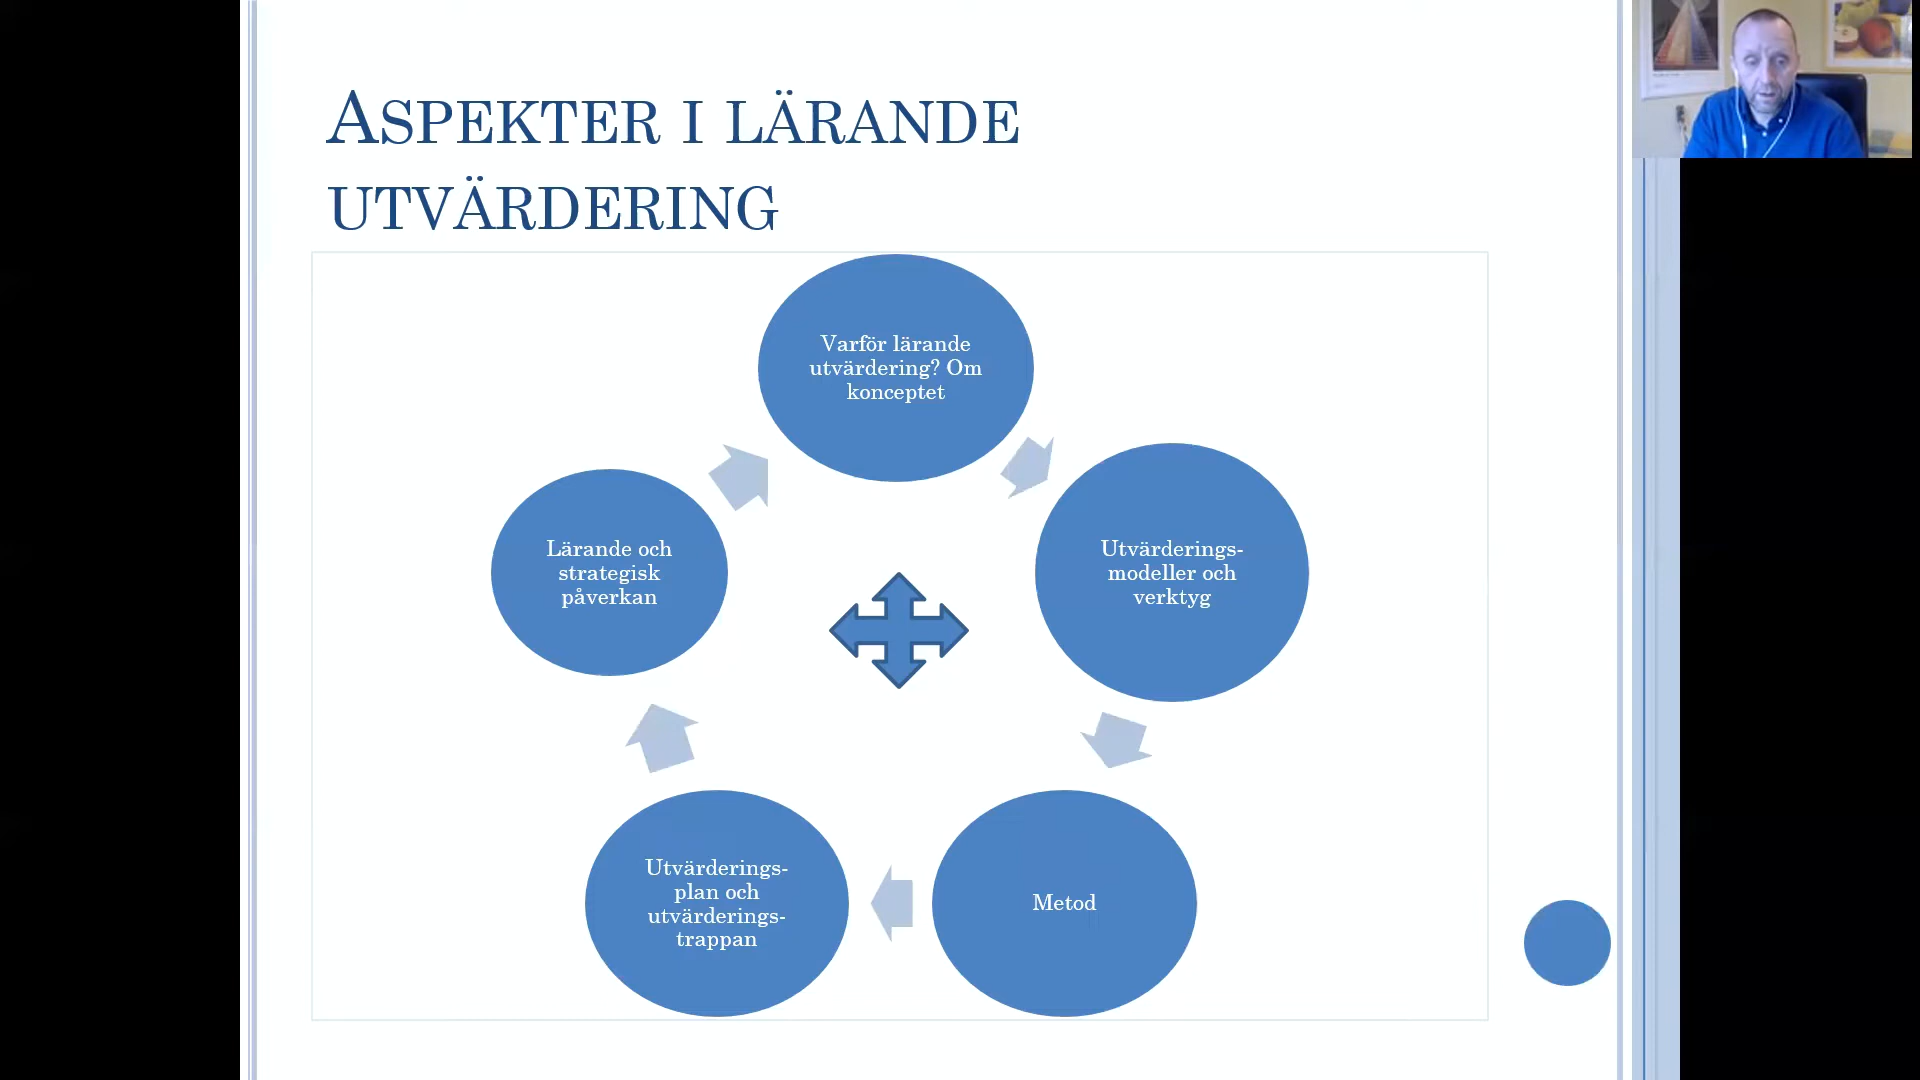 ASPEKTER I LÄRANDE
UTVÄRDERING
Varför lärande
utvärdering? Om
konceptet
Utvärderings-
modeller och
verktyg
Metod
Utvärderings-
plan och
utvärderings-
trappan
Lärande och
strategisk
påverkan